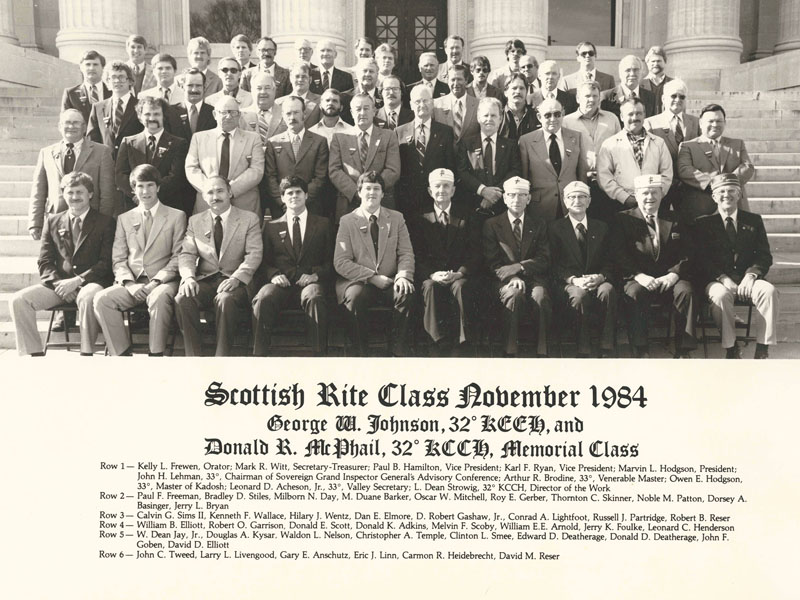 Scottish Rite Class November 1984
George W. Johnson, 32° KCCH, and
Donald R. McPhail, 32° KCCH, Memorial Class
Row 1 — Kelly L. Frewen, Orator; Mark R. Witt, Secretary-Treasurer; Paul B. Hamilton, Vice President; Karl F. Ryan, Vice President; Marvin L. Hodgson, President;
John H. Lehman, 33°, Chairman of Sovereign Grand Inspector General's Advisory Conference; Arthur R. Brodine, 33°, Venerable Master; Owen E. Hodgson,
33°, Master of Kadosh; Leonard D. Acheson, Jr., 33°, Valley Secretary; L. Dean Strowig, 32° KCCH, Director of the Work
Row 2 — Paul F. Freeman, Bradley D. Stiles, Milborn N. Day, M. Duane Barker, Oscar W. Mitchell, Roy E. Gerber, Thornton C. Skinner, Noble M. Patton, Dorsey A.
Basinger, Jerry L. Bryan
Row 3 — Calvin G. Sims II, Kenneth F. Wallace, Hilary J. Wentz, Dan E. Elmore, D. Robert Gashaw, Jr., Conrad A. Lightfoot, Russell J. Partridge, Robert B. Reser
Row 4 — William B. Elliott, Robert O. Garrison, Donald E. Scott, Donald K. Adkins, Melvin F. Scoby, William E.E. Arnold, Jerry K. Foulke, Leonard C. Henderson
Row 5 — W. Dean Jay, Jr., Douglas A. Kysar, Waldon L. Nelson, Christopher A. Temple, Clinton L. Smee, Edward D. Deatherage, Donald D. Deatherage, John F.
Goben, David D. Elliott
Row 6 — John C. Tweed, Larry L. Livengood, Gary E. Anschutz, Eric J. Linn, Carmon R. Heidebrecht, David M. Reser